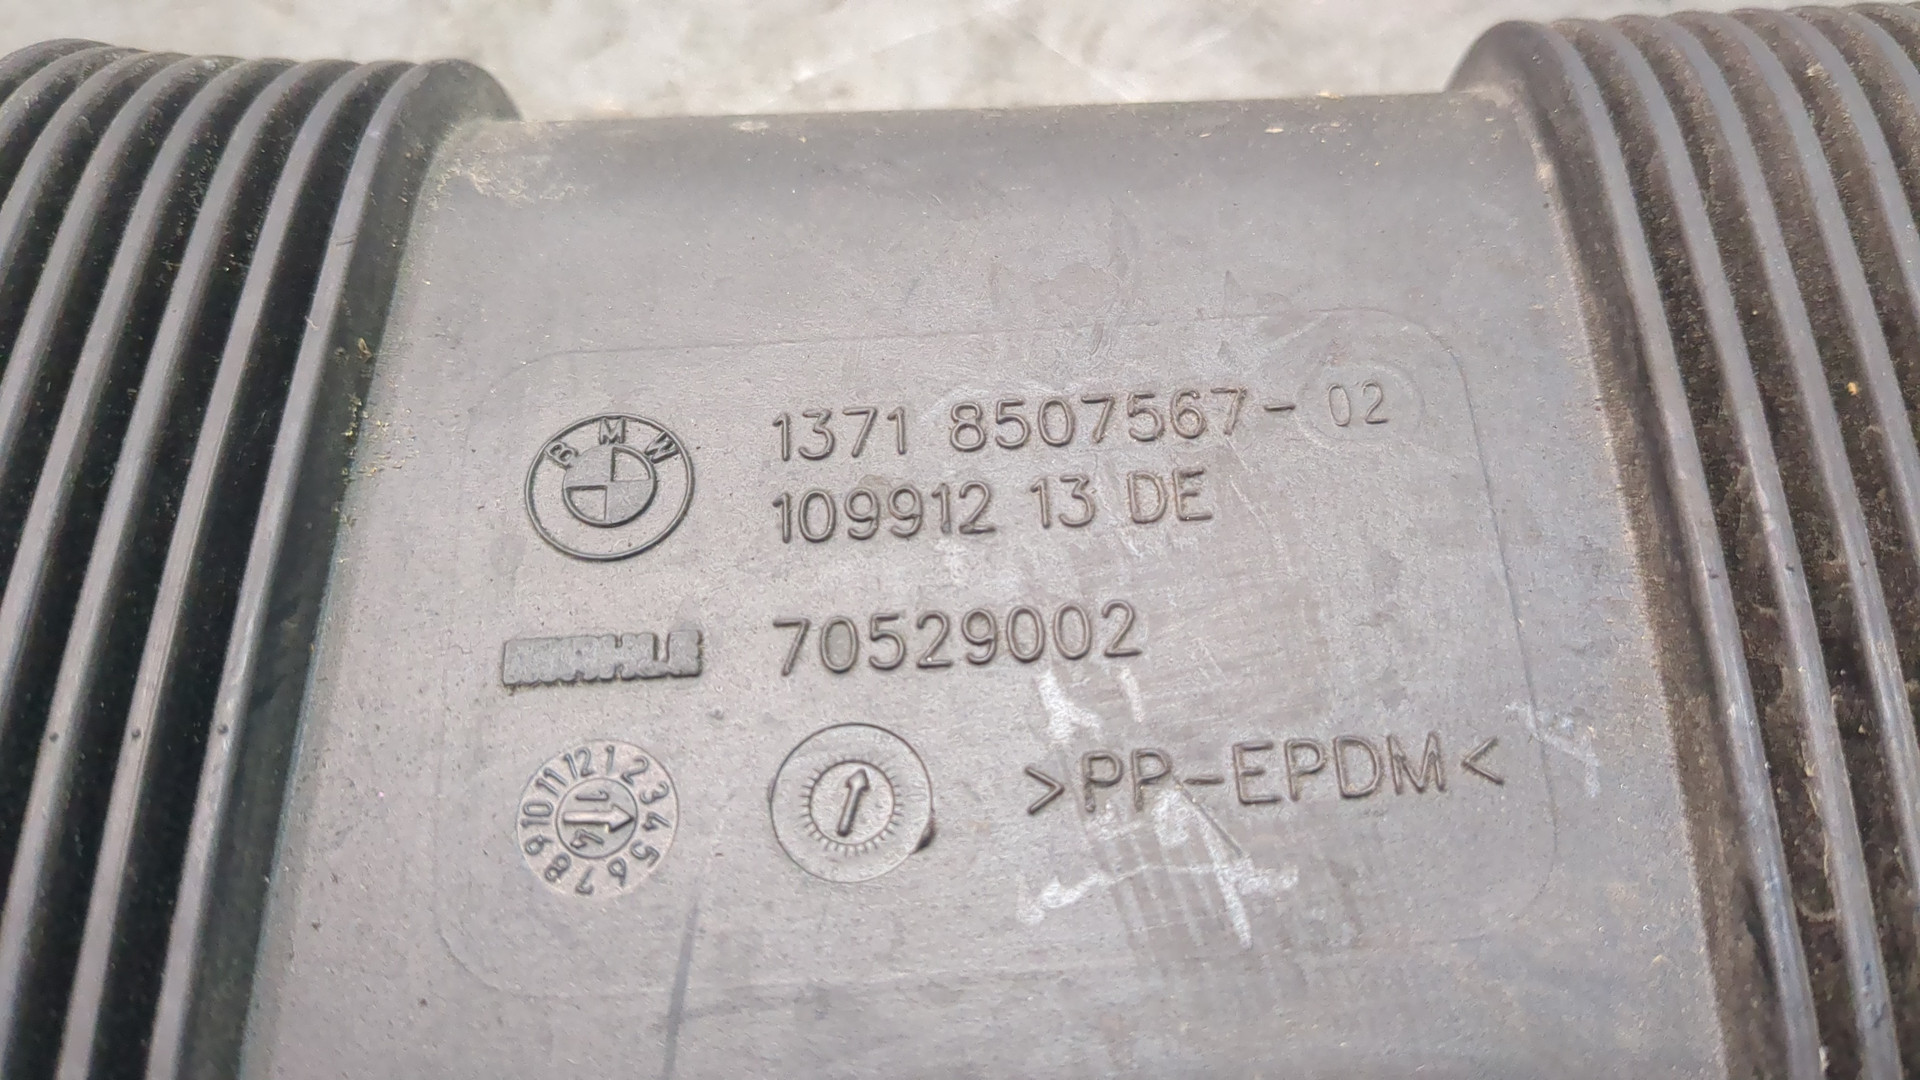 BMW
1371 8507567-02
109912 13 DE
MAHLE
70529002
>PP-EPDM<
1 2 3 4 5 6 7 8 9 10 11 12
14